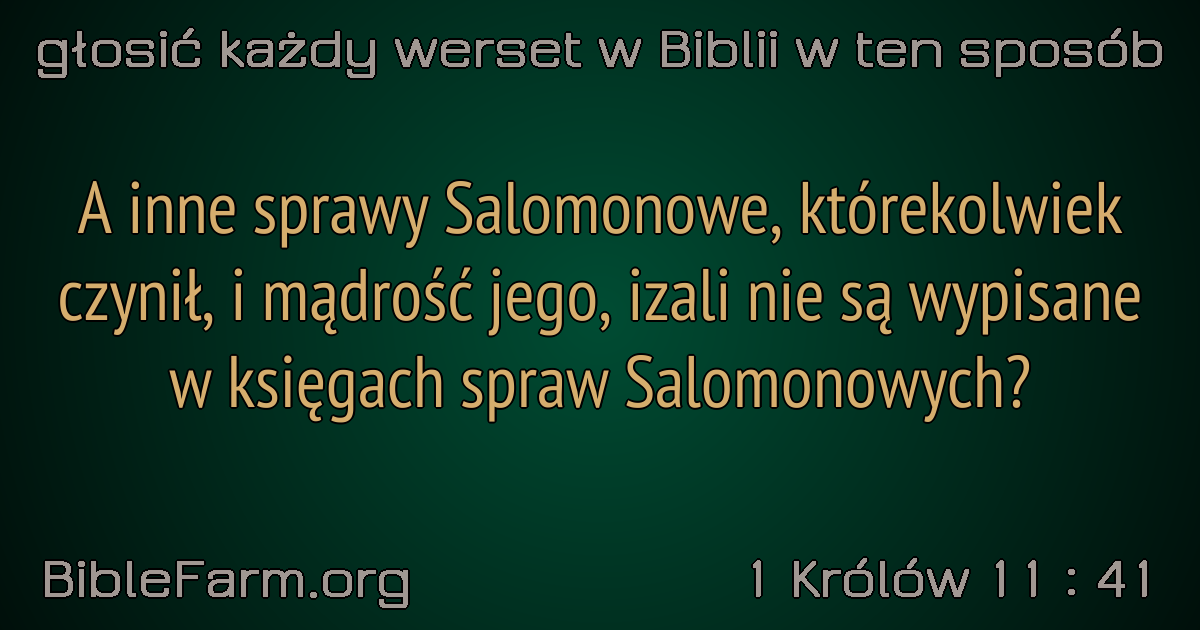 głosić każdy werset w Biblii w ten sposób
A inne sprawy Salomonowe, którekolwiek
czynił, i mądrość jego, izali nie są wypisane
w księgach spraw Salomonowych?
BibleFarm.org
1 Królów 11 : 41